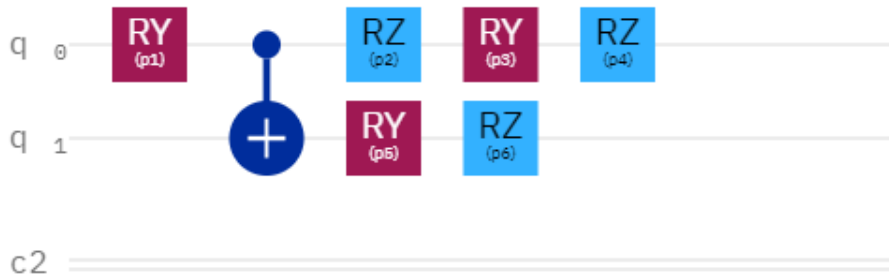 q 0 RY (p1) RZ (p2) RY (p3) RZ (p4)
q 1 RY (p5) RZ (p6)
c2